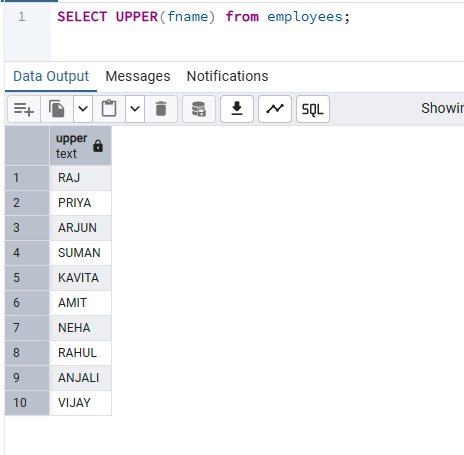 1 SELECT UPPER(fname) from employees;
Data Output Messages Notifications
SQL Showin
upper
text
1 RAJ
2 PRIYA
3 ARJUN
4 SUMAN
5 KAVITA
6 AMIT
7 NEHA
8 RAHUL
9 ANJALI
10 VIJAY